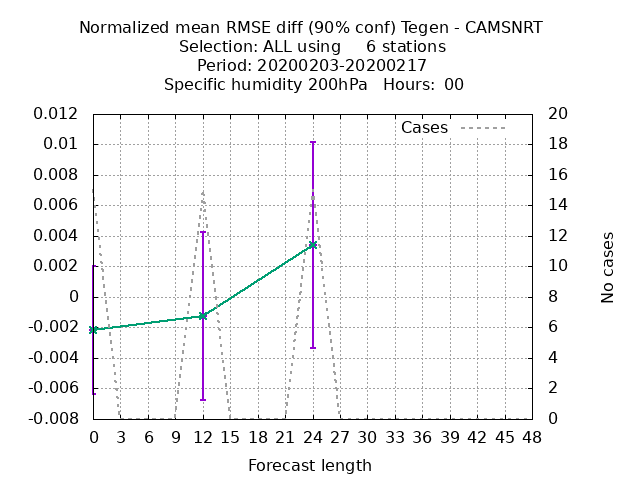 Normalized mean RMSE diff (90% conf) Tegen - CAMSNRT
Selection: ALL using     6 stations
Period: 20200203-20200217
Specific humidity 200hPa   Hours:  00
Cases
0.012
0.01
0.008
0.006
0.004
0.002
0
-0.002
-0.004
-0.006
-0.008
20
18
16
14
12
10
8
6
4
2
0
No cases
0 3 6 9 12 15 18 21 24 27 30 33 36 39 42 45 48
Forecast length